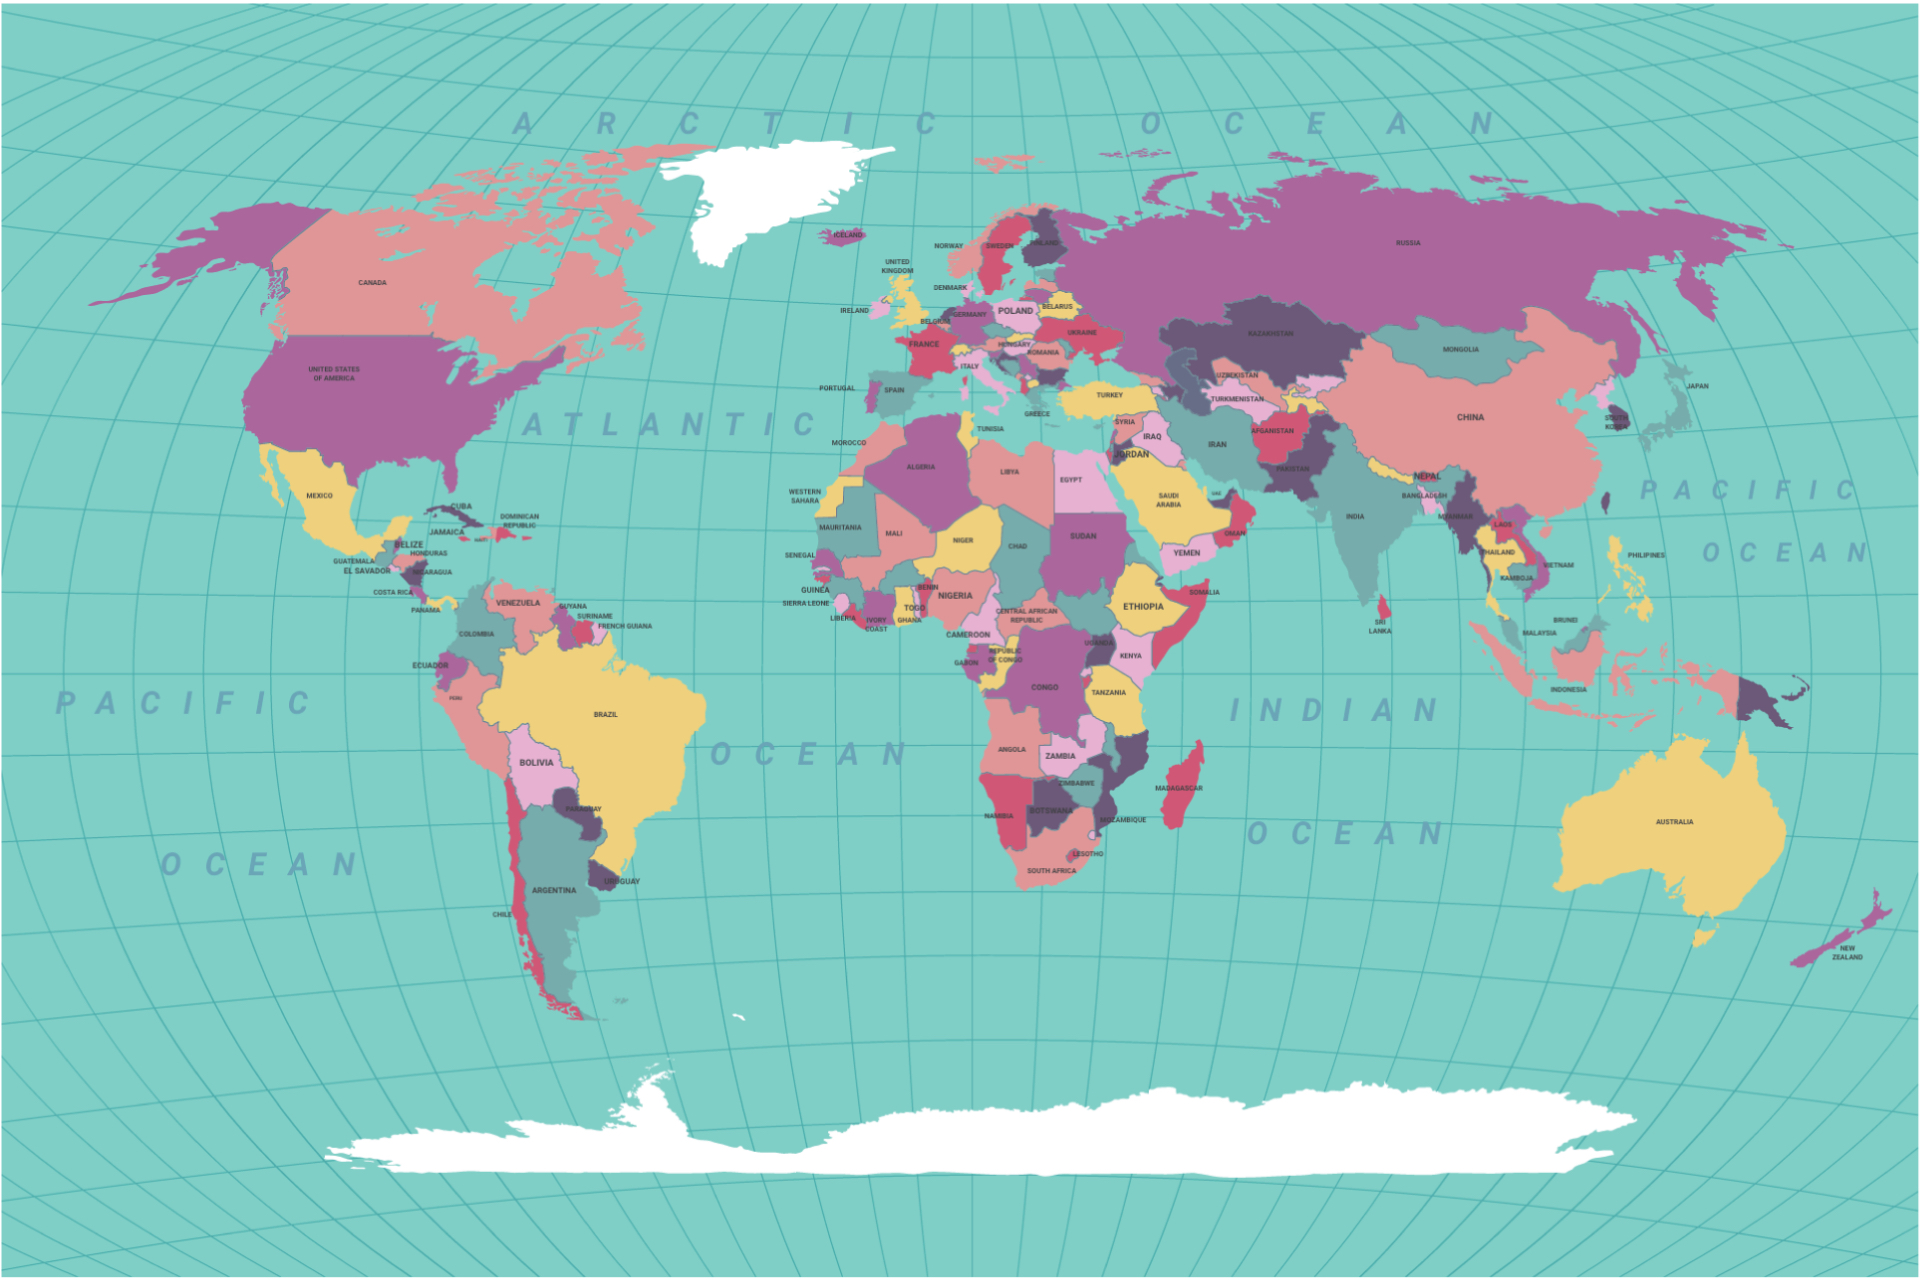 ARCTIC OCEAN
ICELAND
NORWAY
SWEDEN
FINLAND
RUSSIA
UNITED
KINGDOM
CANADA
DENMARK
IRELAND
BELGIUM
GERMANY
POLAND
BELARUS
UKRAINE
KAZAKHSTAN
MONGOLIA
FRANCE
HUNGARY
ROMANIA
ITALY
UNITED STATES
OF AMERICA
PORTUGAL
SPAIN
GREECE
TURKEY
UZBEKISTAN
TURKMENISTAN
JAPAN
CHINA
SOUTH
KOREA
ATLANTIC
MOROCCO
TUNISIA
ALGERIA
LIBYA
EGYPT
SYRIA
IRAQ
JORDAN
IRAN
AFGANISTAN
PAKISTAN
NEPAL
BANGLADESH
PACIFIC
MEXICO
WESTERN
SAHARA
SAUDI
ARABIA
UAE
INDIA
MYANMAR
LAOS
CUBA
DOMINICAN
REPUBLIC
JAMAICA
HAITI
MAURITANIA
MALI
NIGER
CHAD
SUDAN
OMAN
YEMEN
OCEAN
BELIZE
HONDURAS
GUATEMALA
EL SAVADOR
NICARAGUA
COSTA RICA
PANAMA
SENEGAL
GUINEA
SIERRA LEONE
LIBERIA
IVORY
COAST
GHANA
TOGO
BENIN
NIGERIA
CAMEROON
CENTRAL AFRICAN
REPUBLIC
ETHIOPIA
SOMALIA
THAILAND
VIETNAM
KAMBOJA
PHILIPINES
SRI
LANKA
VENEZUELA
GUYANA
SURINAME
FRENCH GUIANA
COLOMBIA
ECUADOR
PERU
GABON
REPUBLIC
OF CONGO
CONGO
UGANDA
KENYA
TANZANIA
BRUNEI
MALAYSIA
INDONESIA
PACIFIC
BRAZIL
INDIAN
OCEAN
BOLIVIA
ANGOLA
ZAMBIA
ZIMBABWE
MADAGASCAR
PARAGUAY
NAMIBIA
BOTSWANA
MOZAMBIQUE
OCEAN
AUSTRALIA
OCEAN
LESOTHO
SOUTH AFRICA
URUGUAY
ARGENTINA
CHILE
NEW
ZEALAND